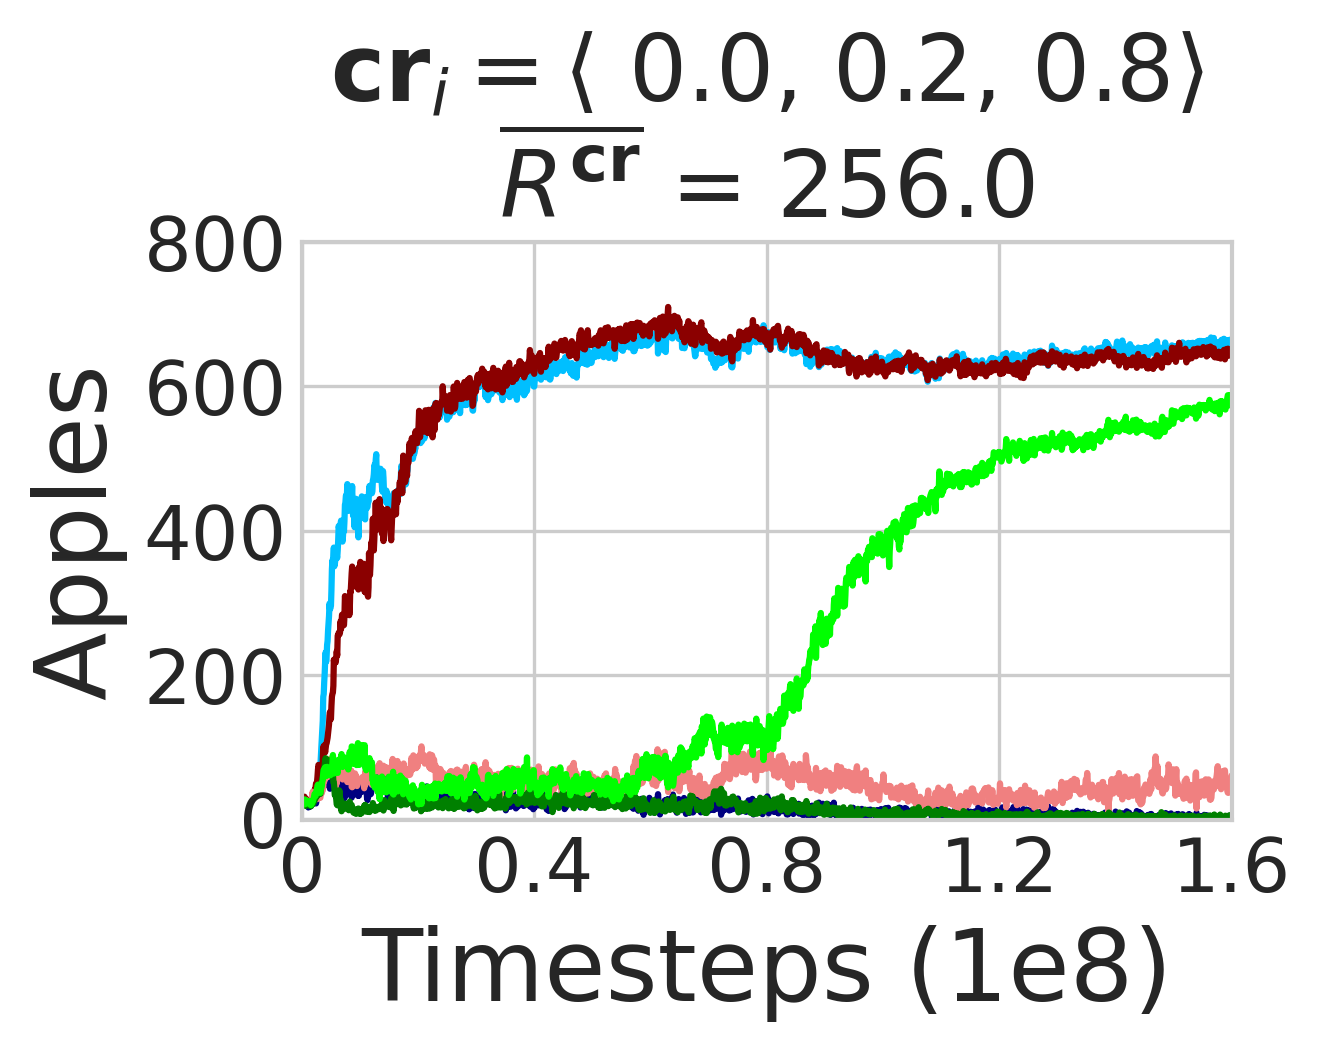 cr_i = ⟨ 0.0, 0.2, 0.8⟩
R^cr = 256.0
800
600
400
200
0
Apples
0 0.4 0.8 1.2 1.6
Timesteps (1e8)